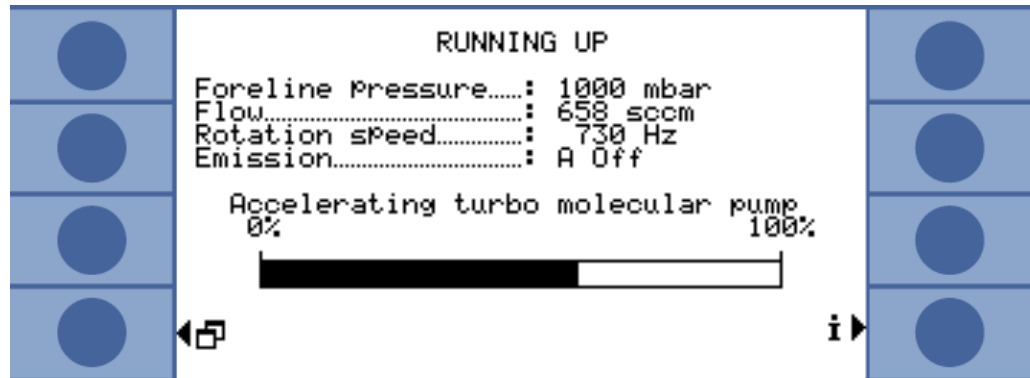 RUNNING UP
Foreline Pressure......: 1000 mbar
Flow..............................: 658 sccm
Rotation speed.............: 730 Hz
Emission.......................: A Off
Accelerating turbo molecular pump
0% 100%
i